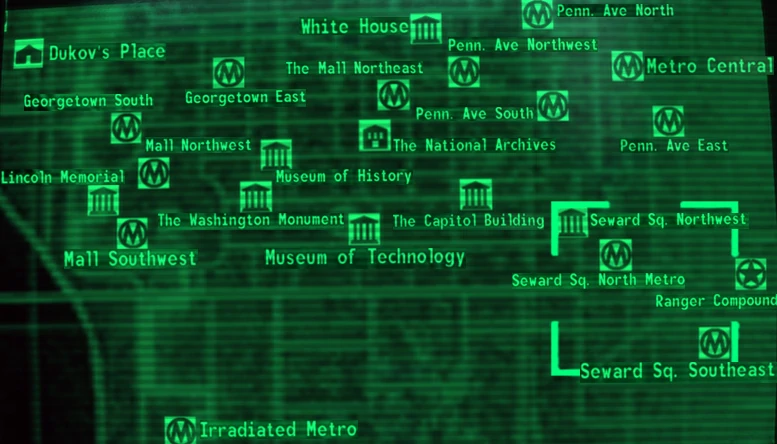 Penn. Ave North
White House
Penn. Ave Northwest
Dukov's Place
The Mall Northeast
Metro Central
Georgetown South
Georgetown East
Penn. Ave South
Mall Northwest
The National Archives
Penn. Ave East
Lincoln Memorial
Museum of History
The Washington Monument
The Capitol Building
Seward Sq. Northwest
Mall Southwest
Museum of Technology
Seward Sq. North Metro
Ranger Compound
Seward Sq. Southeast
Irradiated Metro